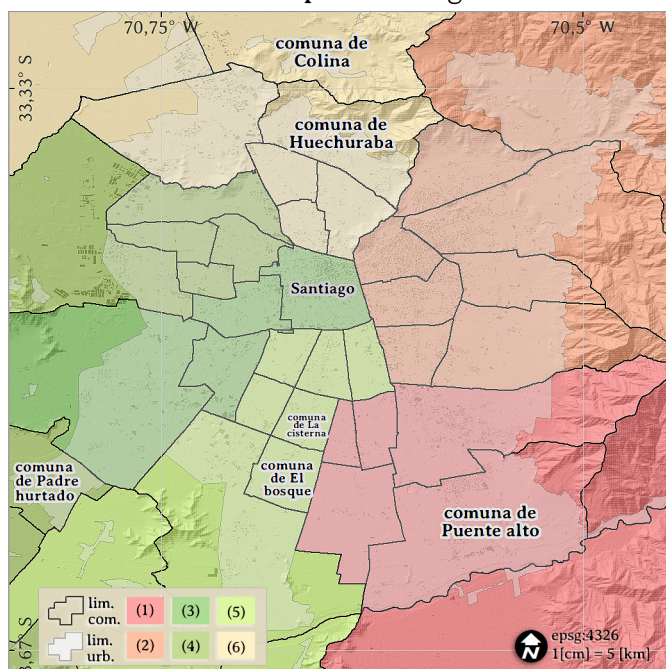 70,75° W
70,5° W
33,33° S
comuna de
Colina
comuna de
Huechuraba
Santiago
comuna
de La
cisterna
comuna
de El
bosque
comuna
de Padre
hurtado
comuna de
Puente alto
lim.
com.
(1) (3) (5)
lim.
urb.
(2) (4) (6)
epsg:4326
1[cm] = 5 [km]
N